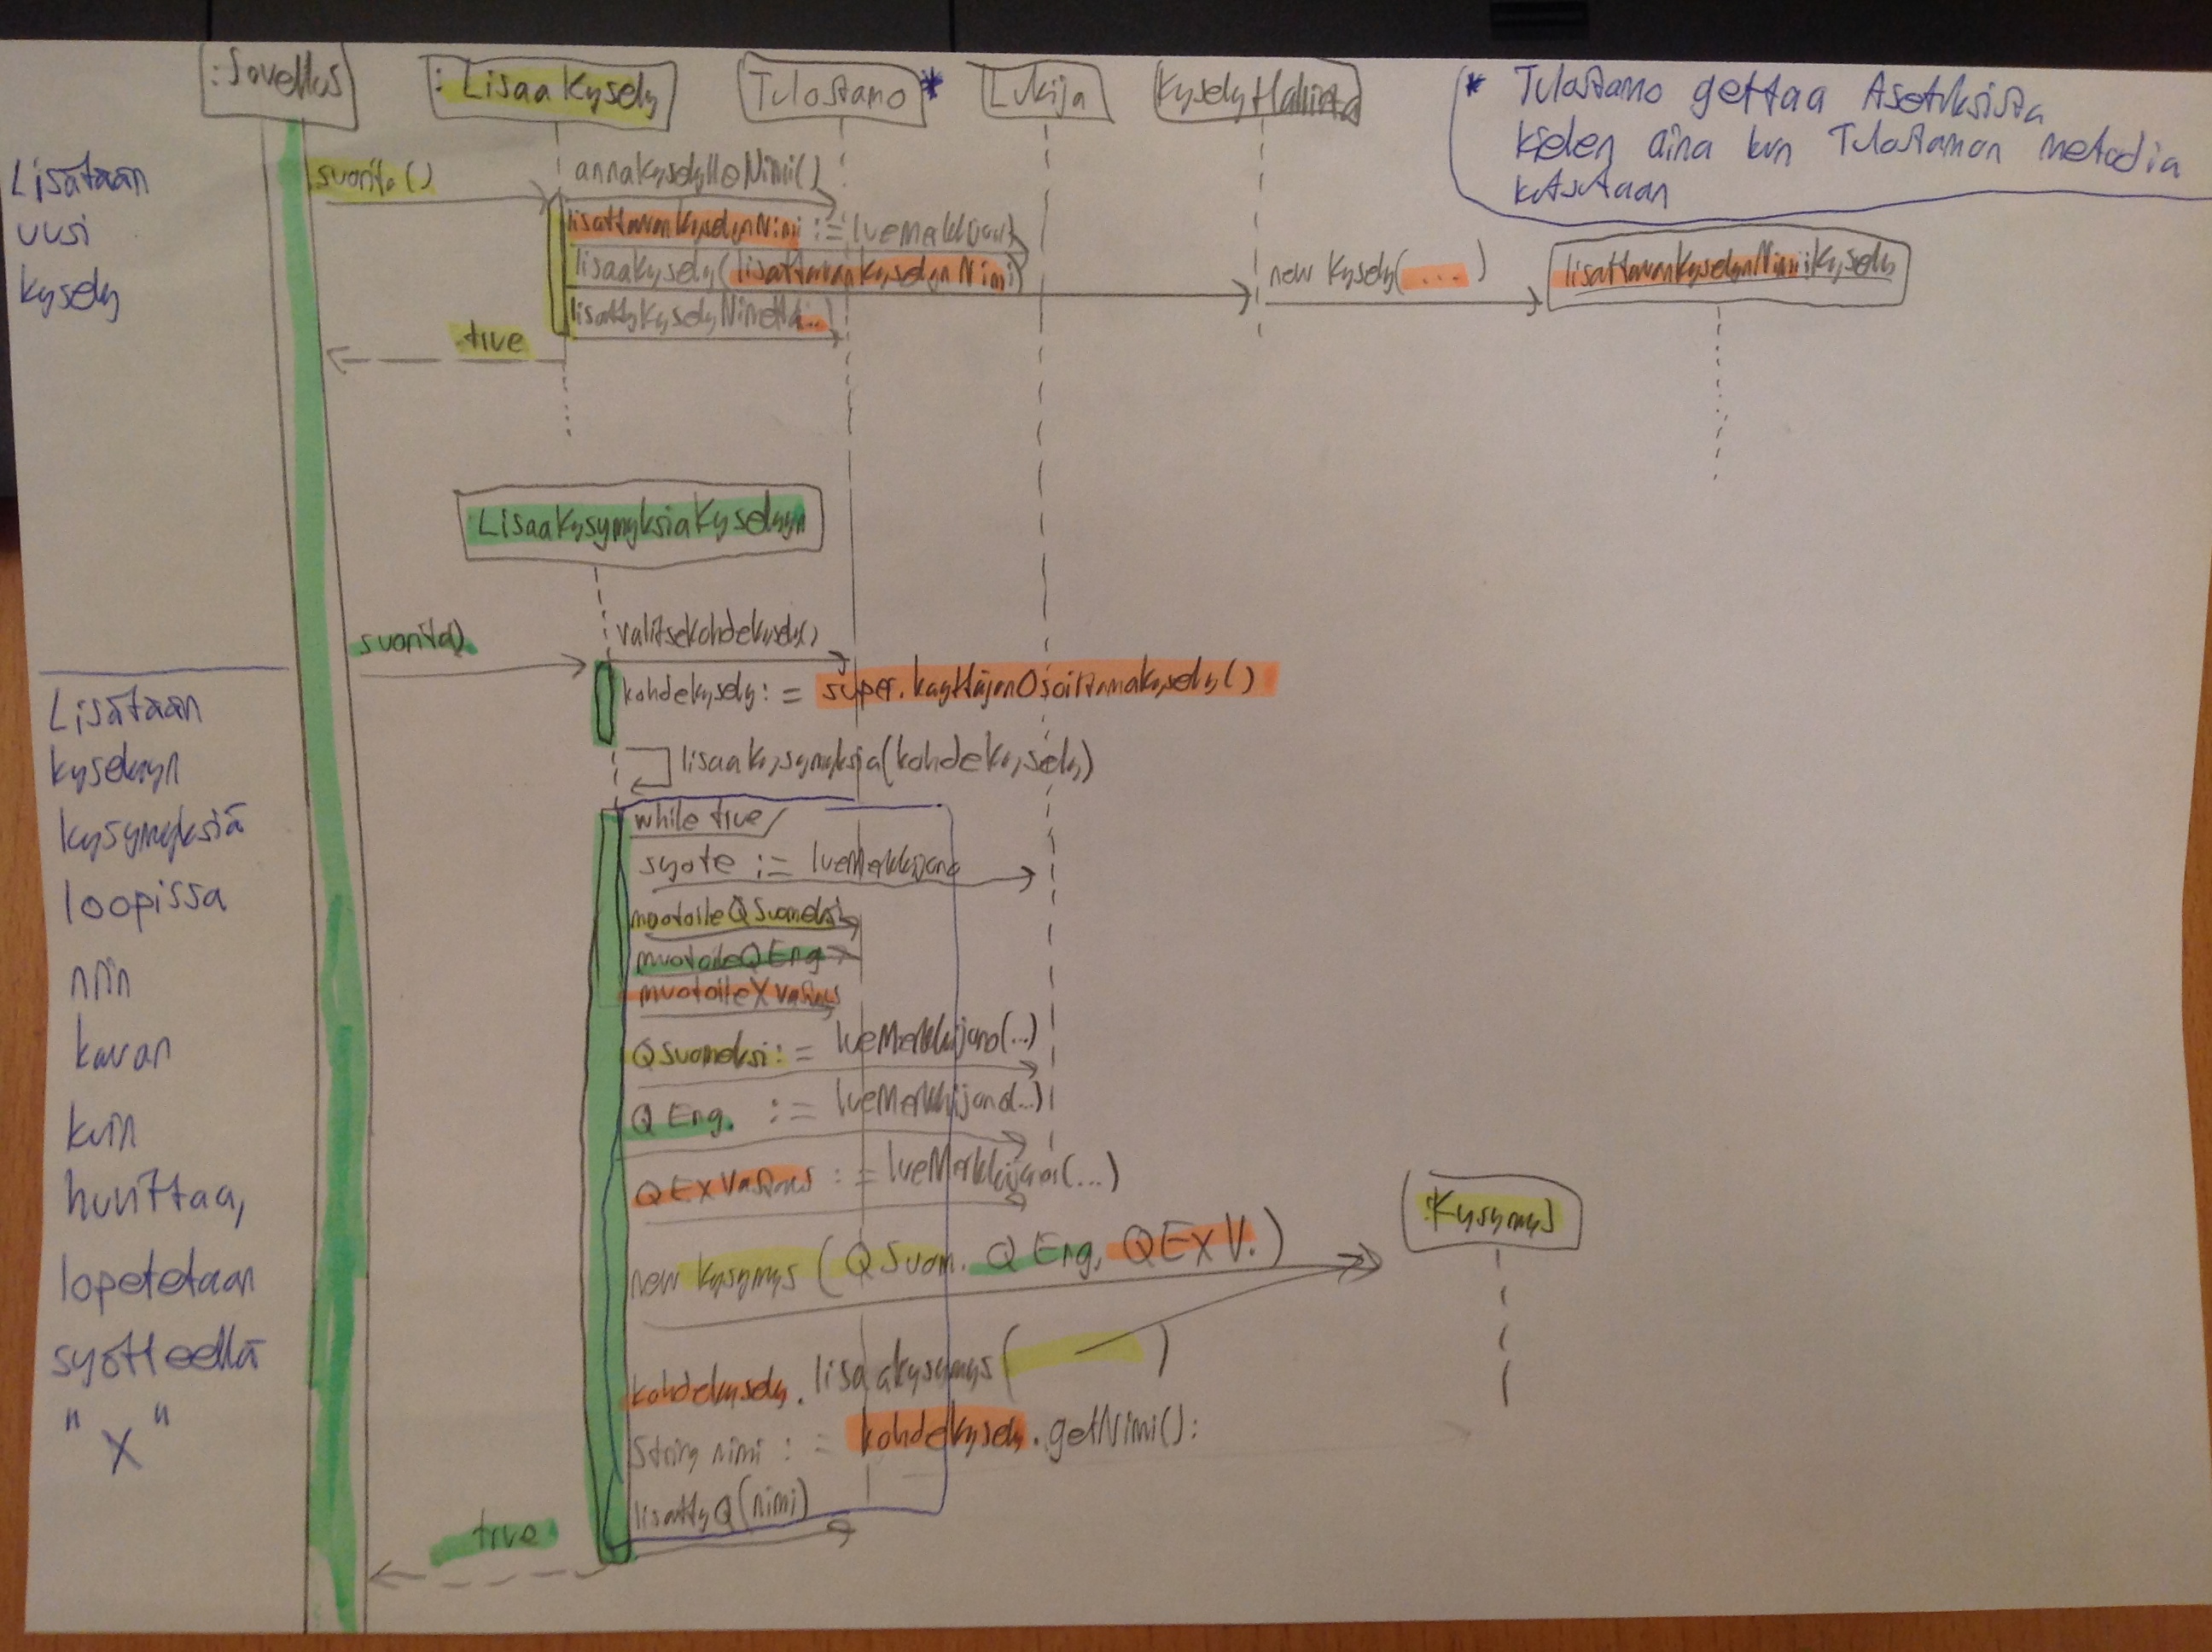 :Sovellus
:LisaaKysely
Tulostamo *
Lukija
KyselyHallinta
* Tulostamo gettaa Asetuksista
kielen aina kun Tulostamon metodia
kutsutaan
Lisätään
uusi
kysely
suorita()
annaKyselylleNimi()
lisattavanKyselynNimi := lueMerkkijono()
lisaaKysely(lisattavanKyselynNimi)
new Kysely(...)
lisattavanKyselynNimi:Kysely
lisattyKyselyNimelta...)
true
LisaaKysymyksiaKyselyyn
suorita()
valitseKohdekysely()
kohdekysely := super.kayttajanOsoittamaKysely()
lisaaKysymyksia(kohdeKysely)
Lisätään
kyselyyn
kysymyksiä
loopissa
niin
kauan
kuin
huvittaa,
lopetetaan
syötteellä
"X"
while true
syote := lueMerkkijono
muotoileQSuomeksi
muotoileQEng
muotoileXVastaus
QSuomeksi := lueMerkkijono(...)
QEng. := lueMerkkijono(...)
QExVastaus := lueMerkkijono(...)
:Kysymys
new Kysymys (QSuom. QEng, QExV.)
kohdekysely.lisaakysymys( )
String nimi := kohdekysely.getNimi():
lisattyQ(nimi)
true